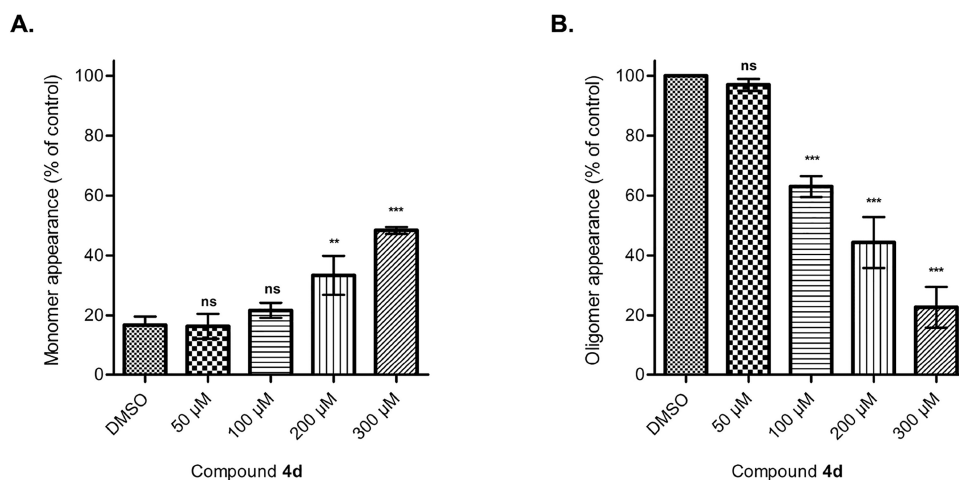 A.
Monomer appearance (% of control)
100
80
60
40
20
0
ns
ns
**
***
DMSO
50 µM
100 µM
200 µM
300 µM
Compound 4d
B.
Oligomer appearance (% of control)
100
80
60
40
20
0
ns
***
***
***
DMSO
50 µM
100 µM
200 µM
300 µM
Compound 4d